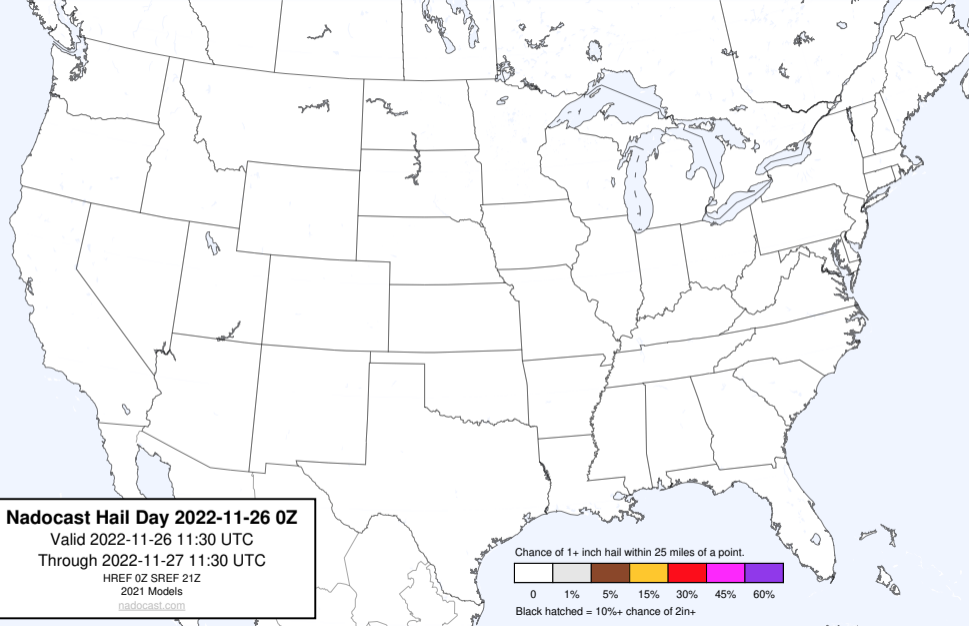 Nadocast Hail Day 2022-11-26 0Z
Valid 2022-11-26 11:30 UTC
Through 2022-11-27 11:30 UTC
HREF 0Z SREF 21Z
2021 Models
nadocast.com
Chance of 1+ inch hail within 25 miles of a point.
0 1% 5% 15% 30% 45% 60%
Black hatched = 10%+ chance of 2in+